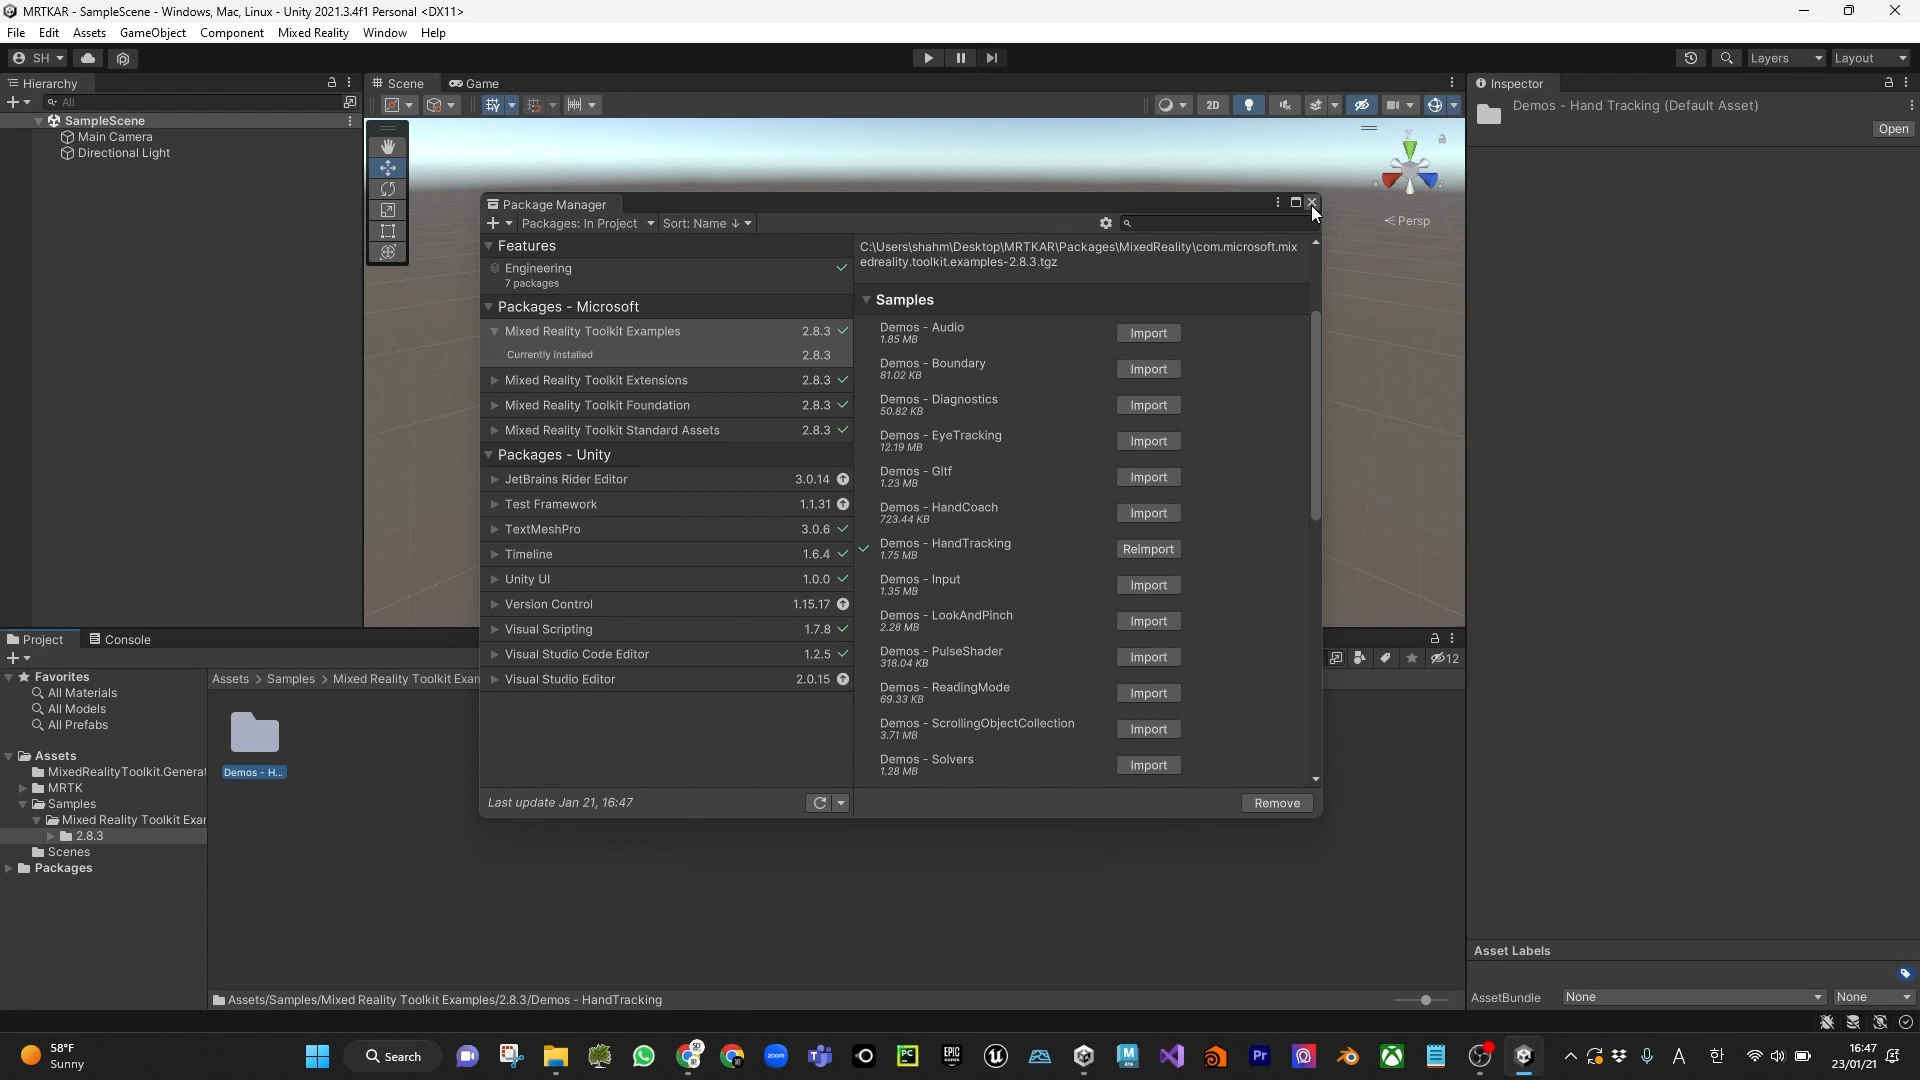 MRTKAR - SampleScene - Windows, Mac, Linux - Unity 2021.3.4f1 Personal <DX11>
File Edit Assets GameObject Component Mixed Reality Window Help
SH Layers Layout
Hierarchy
All
SampleScene
Main Camera
Directional Light
Scene Game
2D
Persp
Inspector
Demos - Hand Tracking (Default Asset)
Open
Package Manager
Packages: In Project Sort: Name ↓
Features
Engineering
7 packages
Packages - Microsoft
Mixed Reality Toolkit Examples 2.8.3
Currently installed 2.8.3
Mixed Reality Toolkit Extensions 2.8.3
Mixed Reality Toolkit Foundation 2.8.3
Mixed Reality Toolkit Standard Assets 2.8.3
Packages - Unity
JetBrains Rider Editor 3.0.14
Test Framework 1.1.31
TextMeshPro 3.0.6
Timeline 1.6.4
Unity UI 1.0.0
Version Control 1.15.17
Visual Scripting 1.7.8
Visual Studio Code Editor 1.2.5
Visual Studio Editor 2.0.15
Last update Jan 21, 16:47
C:\Users\shahm\Desktop\MRTKAR\Packages\MixedReality\com.microsoft.mix
edreality.toolkit.examples-2.8.3.tgz
Samples
Demos - Audio Import
1.85 MB
Demos - Boundary Import
81.02 KB
Demos - Diagnostics Import
50.82 KB
Demos - EyeTracking Import
12.19 MB
Demos - Gltf Import
1.23 MB
Demos - HandCoach Import
723.44 KB
Demos - HandTracking Reimport
1.75 MB
Demos - Input Import
1.35 MB
Demos - LookAndPinch Import
2.28 MB
Demos - PulseShader Import
318.04 KB
Demos - ReadingMode Import
69.33 KB
Demos - ScrollingObjectCollection Import
3.71 MB
Demos - Solvers Import
1.28 MB
Remove
Project Console
12
Favorites
All Materials
All Models
All Prefabs
Assets
MixedRealityToolkit.Generat
MRTK
Samples
Mixed Reality Toolkit Exar
2.8.3
Scenes
Packages
Assets > Samples > Mixed Reality Toolkit Exan
Demos - H...
Assets/Samples/Mixed Reality Toolkit Examples/2.8.3/Demos - HandTracking
Asset Labels
AssetBundle None None
58°F
Sunny
Search
zoom
PC
EPIC GAMES
M
Pr
A
16:47
23/01/21